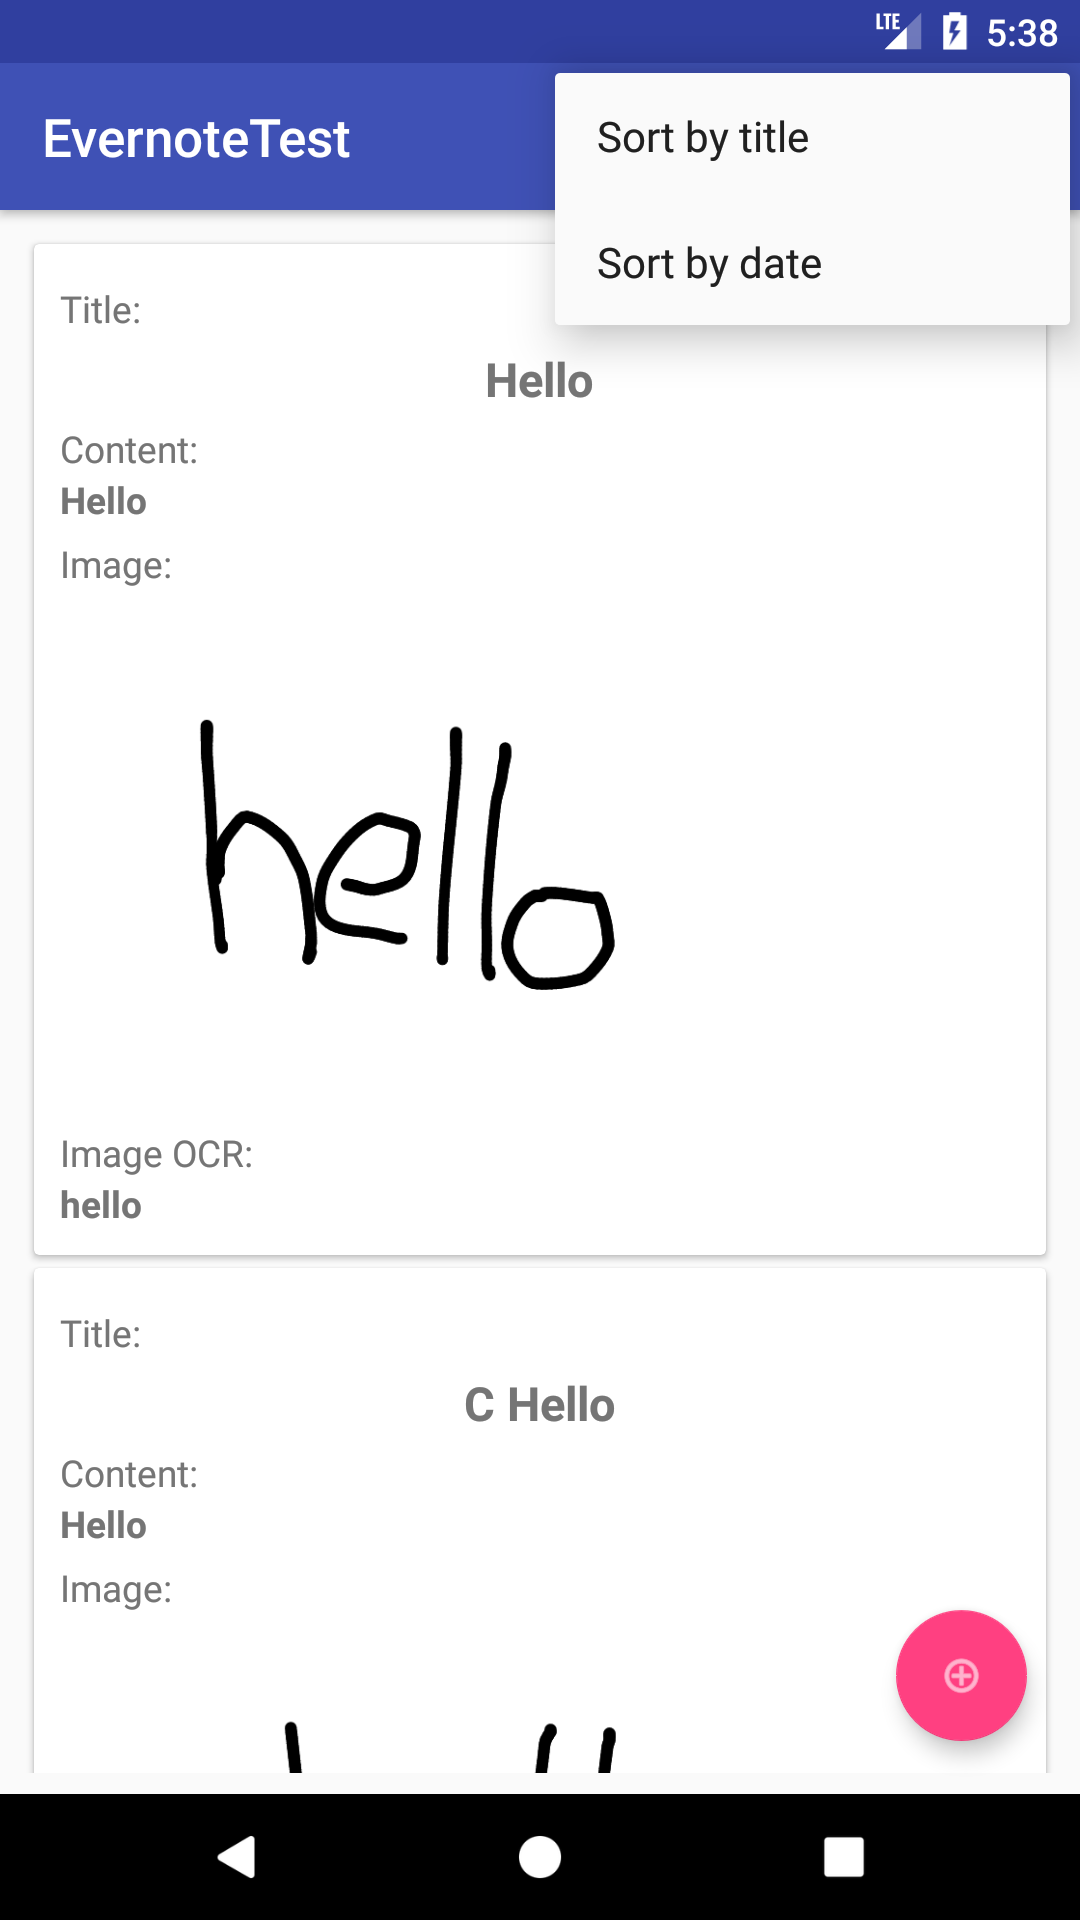 LTE 5:38
EvernoteTest
Sort by title
Sort by date
Title:
Hello
Content:
Hello
Image:
hello
Image OCR:
hello
Title:
C Hello
Content:
Hello
Image: